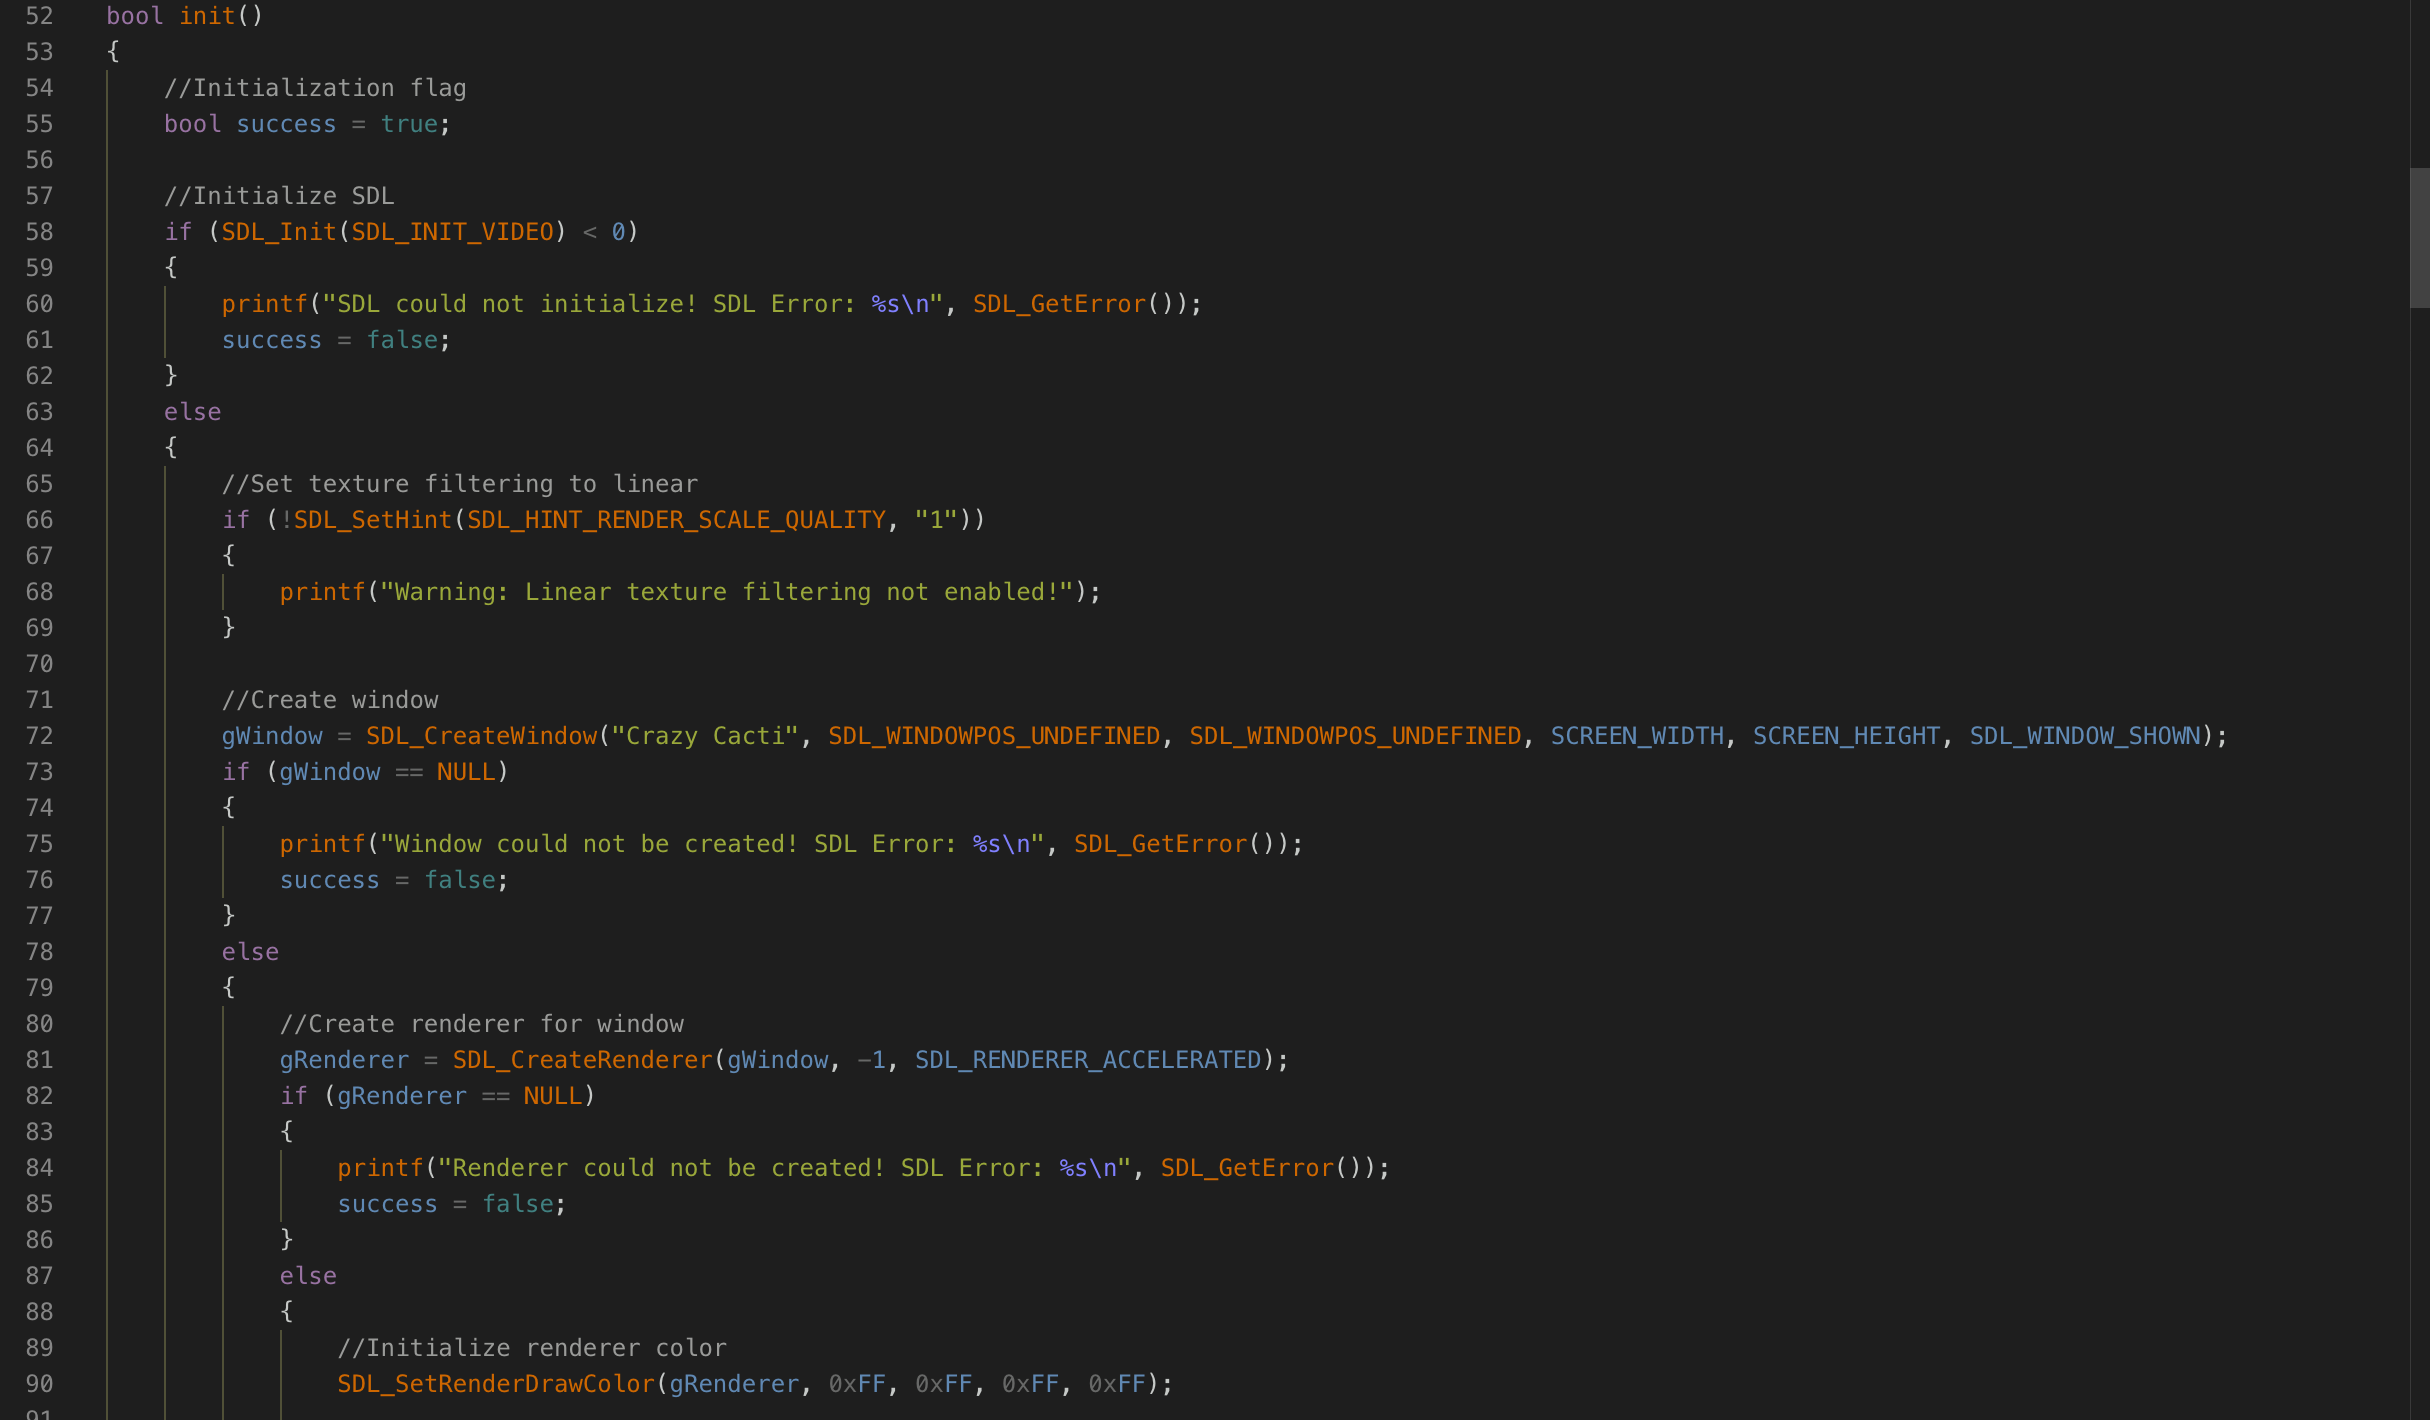 52 bool init()
53 {
54 //Initialization flag
55 bool success = true;
56
57 //Initialize SDL
58 if (SDL_Init(SDL_INIT_VIDEO) < 0)
59 {
60 printf("SDL could not initialize! SDL Error: %s\n", SDL_GetError());
61 success = false;
62 }
63 else
64 {
65 //Set texture filtering to linear
66 if (!SDL_SetHint(SDL_HINT_RENDER_SCALE_QUALITY, "1"))
67 {
68 printf("Warning: Linear texture filtering not enabled!");
69 }
70
71 //Create window
72 gWindow = SDL_CreateWindow("Crazy Cacti", SDL_WINDOWPOS_UNDEFINED, SDL_WINDOWPOS_UNDEFINED, SCREEN_WIDTH, SCREEN_HEIGHT, SDL_WINDOW_SHOWN);
73 if (gWindow == NULL)
74 {
75 printf("Window could not be created! SDL Error: %s\n", SDL_GetError());
76 success = false;
77 }
78 else
79 {
80 //Create renderer for window
81 gRenderer = SDL_CreateRenderer(gWindow, -1, SDL_RENDERER_ACCELERATED);
82 if (gRenderer == NULL)
83 {
84 printf("Renderer could not be created! SDL Error: %s\n", SDL_GetError());
85 success = false;
86 }
87 else
88 {
89 //Initialize renderer color
90 SDL_SetRenderDrawColor(gRenderer, 0xFF, 0xFF, 0xFF, 0xFF);
91